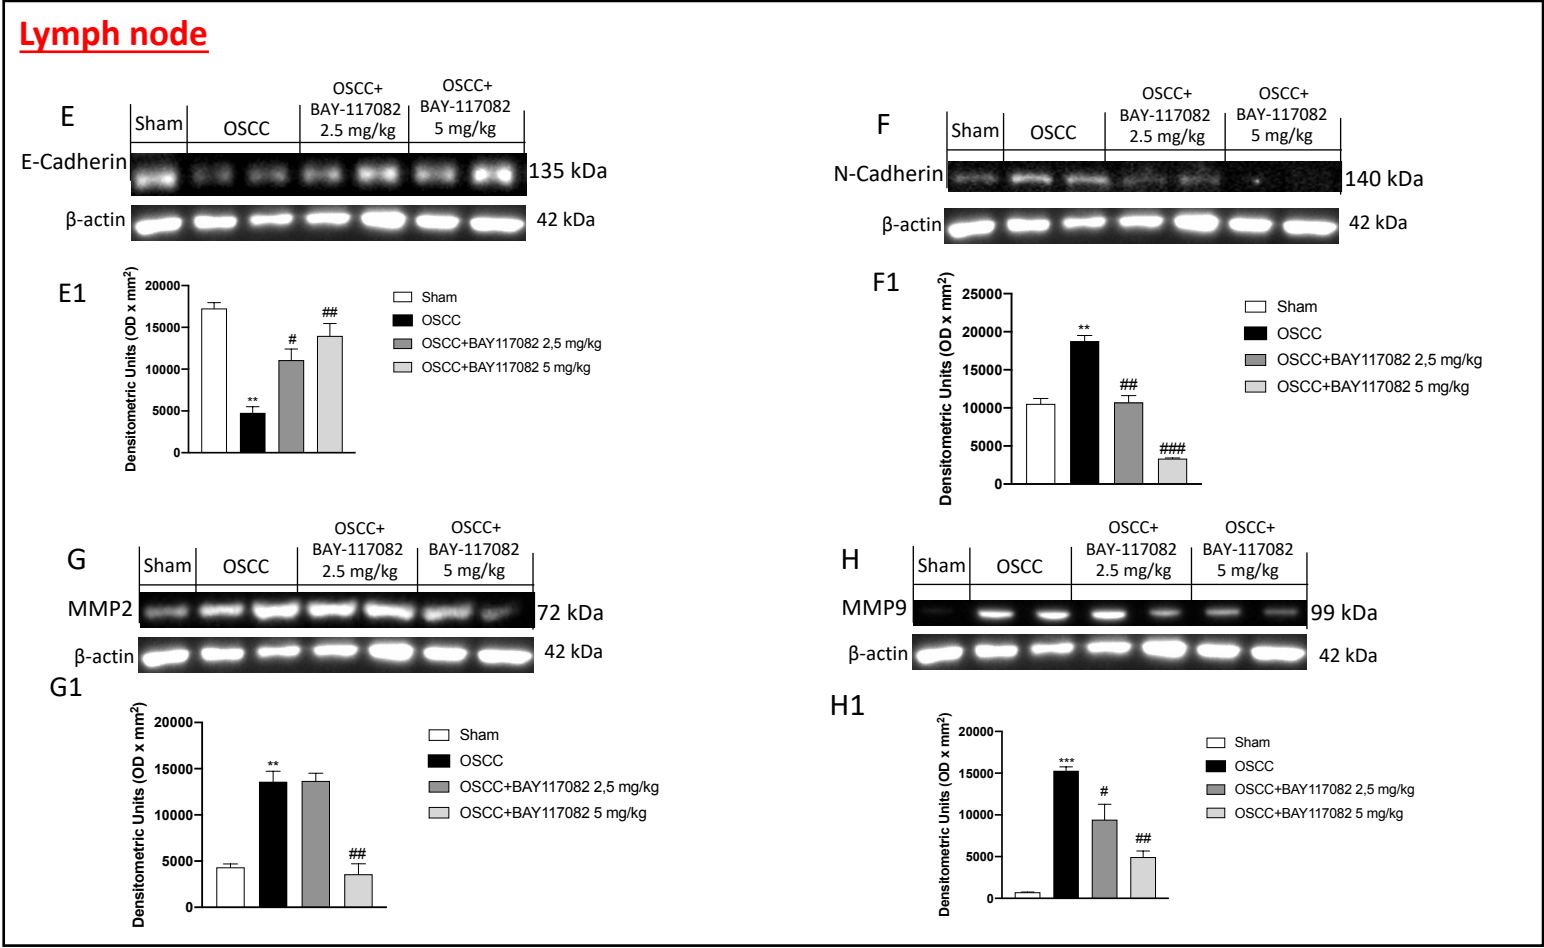 Lymph node
E
Sham
OSCC
OSCC+
BAY-117082
2.5 mg/kg
OSCC+
BAY-117082
5 mg/kg
E-Cadherin
135 kDa
β-actin
42 kDa
F
Sham
OSCC
OSCC+
BAY-117082
2.5 mg/kg
OSCC+
BAY-117082
5 mg/kg
N-Cadherin
140 kDa
β-actin
42 kDa
E1
Densitometric Units (OD x mm²)
20000
15000
10000
5000
0
**
#
##
Sham
OSCC
OSCC+BAY117082 2,5 mg/kg
OSCC+BAY117082 5 mg/kg
F1
Densitometric Units (OD x mm²)
25000
20000
15000
10000
5000
0
**
##
###
Sham
OSCC
OSCC+BAY117082 2,5 mg/kg
OSCC+BAY117082 5 mg/kg
G
Sham
OSCC
OSCC+
BAY-117082
2.5 mg/kg
OSCC+
BAY-117082
5 mg/kg
MMP2
72 kDa
β-actin
42 kDa
H
Sham
OSCC
OSCC+
BAY-117082
2.5 mg/kg
OSCC+
BAY-117082
5 mg/kg
MMP9
99 kDa
β-actin
42 kDa
G1
Densitometric Units (OD x mm²)
20000
15000
10000
5000
0
**
##
Sham
OSCC
OSCC+BAY117082 2,5 mg/kg
OSCC+BAY117082 5 mg/kg
H1
Densitometric Units (OD x mm²)
20000
15000
10000
5000
0
***
#
##
Sham
OSCC
OSCC+BAY117082 2,5 mg/kg
OSCC+BAY117082 5 mg/kg